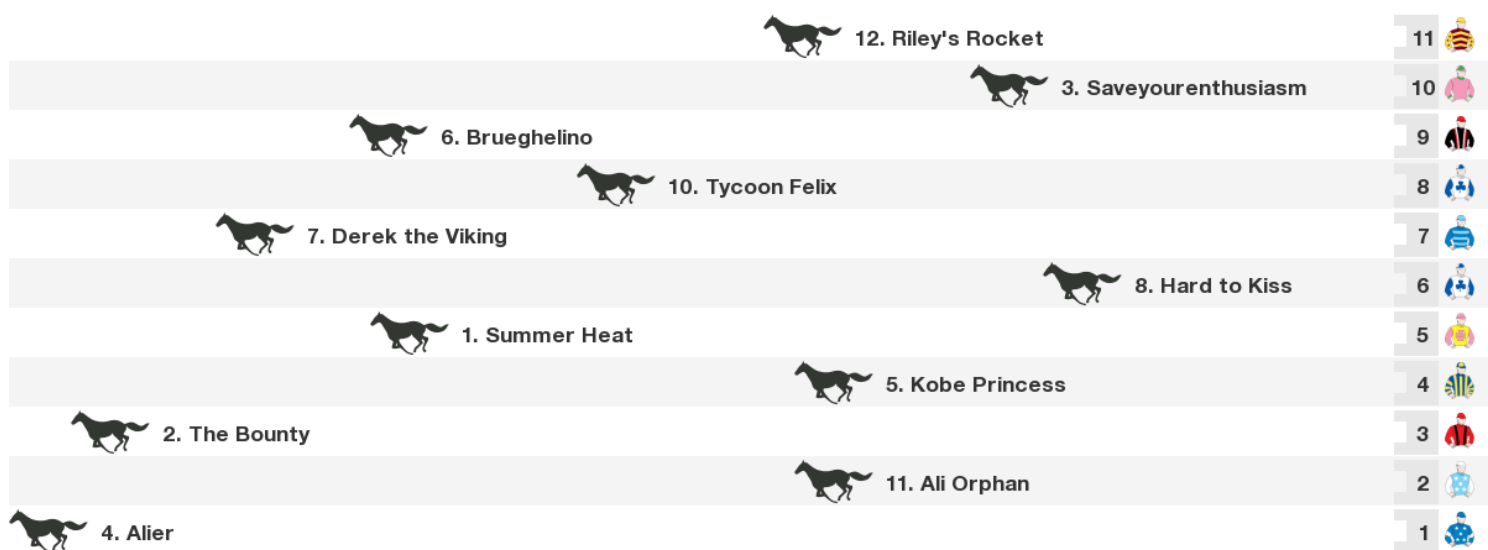 12. Riley's Rocket 11
3. Saveyourenthusiasm 10
6. Brueghelino 9
10. Tycoon Felix 8
7. Derek the Viking 7
8. Hard to Kiss 6
1. Summer Heat 5
5. Kobe Princess 4
2. The Bounty 3
11. Ali Orphan 2
4. Alier 1